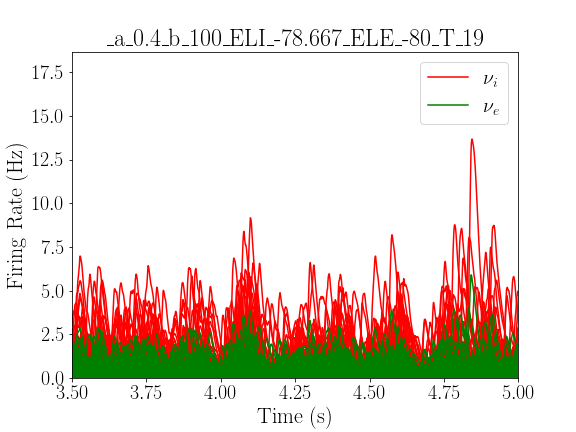 _a_0.4_b_100_ELI_-78.667_ELE_-80_T_19
ν_i
ν_e
17.5
15.0
12.5
10.0
7.5
5.0
2.5
0.0
Firing Rate (Hz)
3.50 3.75 4.00 4.25 4.50 4.75 5.00
Time (s)